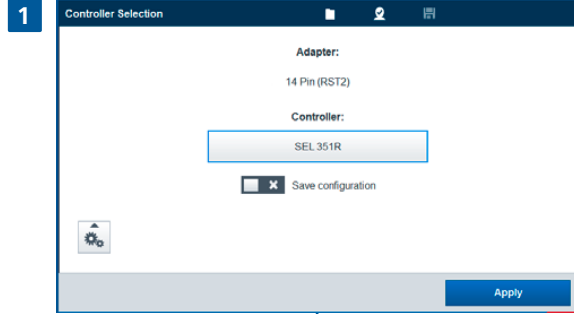 1
Controller Selection
Adapter:
14 Pin (RST2)
Controller:
SEL 351R
Save configuration
Apply